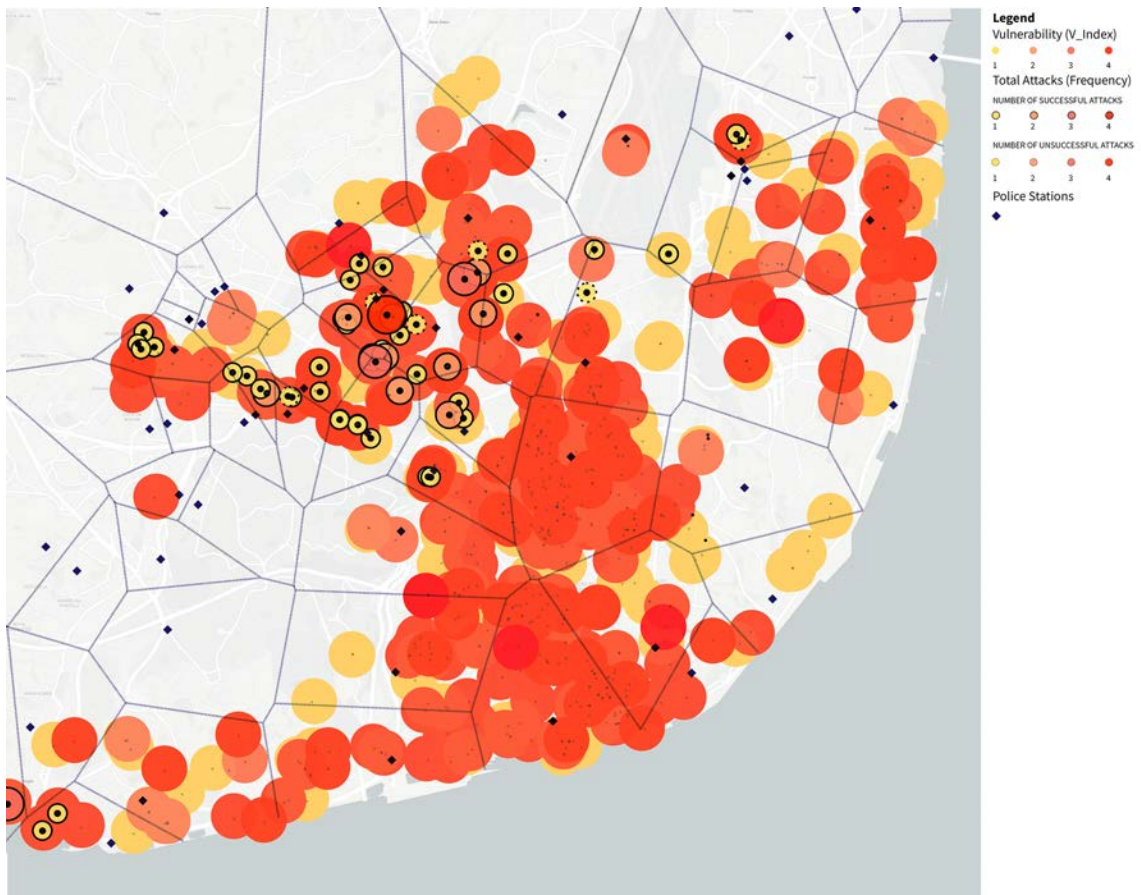 Legend
Vulnerability (V_Index)
1 2 3 4
Total Attacks (Frequency)
NUMBER OF SUCCESSFUL ATTACKS
1 2 3 4
NUMBER OF UNSUCCESSFUL ATTACKS
1 2 3 4
Police Stations